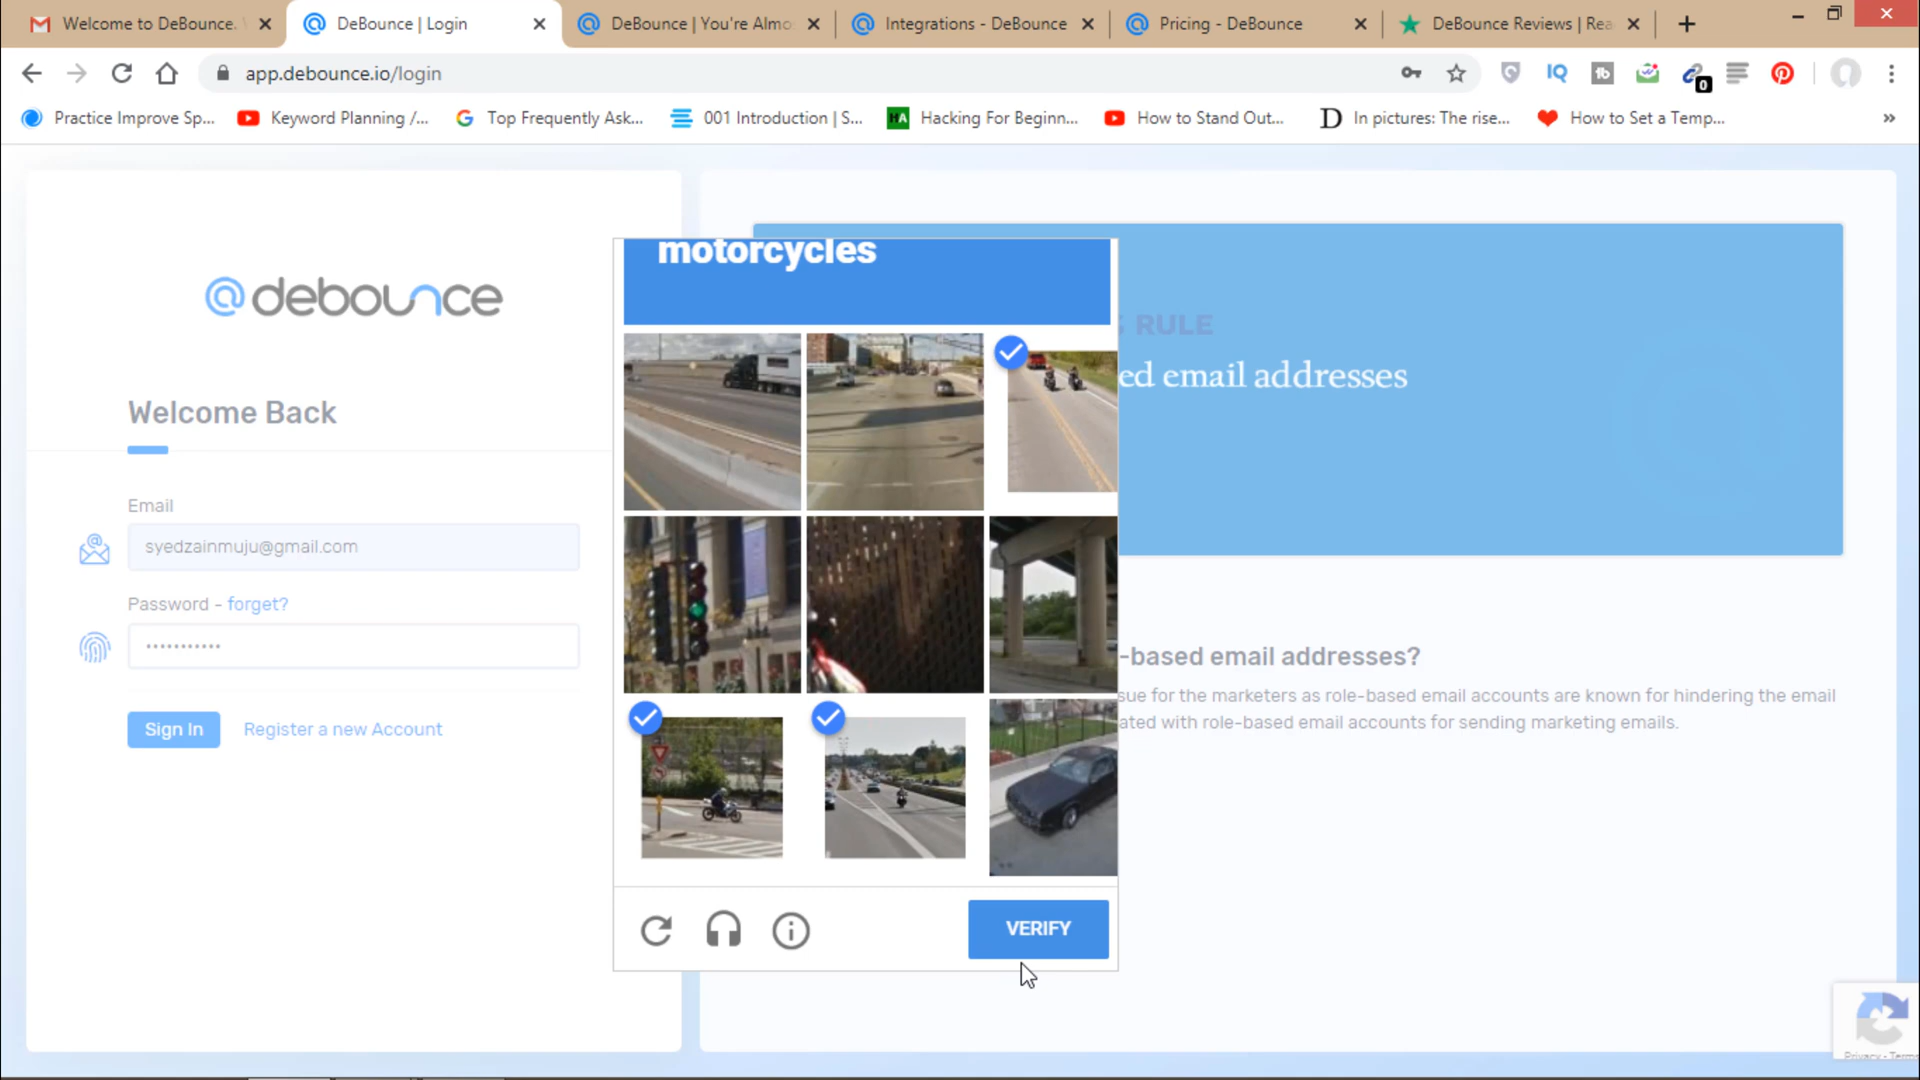 Welcome to DeBounce.
DeBounce | Login
DeBounce | You're Almo
Integrations - DeBounce
Pricing - DeBounce
DeBounce Reviews | Rea
app.debounce.io/login
0
Practice Improve Sp...
Keyword Planning /...
Top Frequently Ask...
001 Introduction | S...
HA
Hacking For Beginn...
How to Stand Out...
In pictures: The rise...
How to Set a Temp...
@debounce
Welcome Back
Email
syedzainmuju@gmail.com
Password - forget?
Sign In
Register a new Account
motorcycles
VERIFY
RULE
ed email addresses
-based email addresses?
sue for the marketers as role-based email accounts are known for hindering the email
ated with role-based email accounts for sending marketing emails.
Privacy - Terms